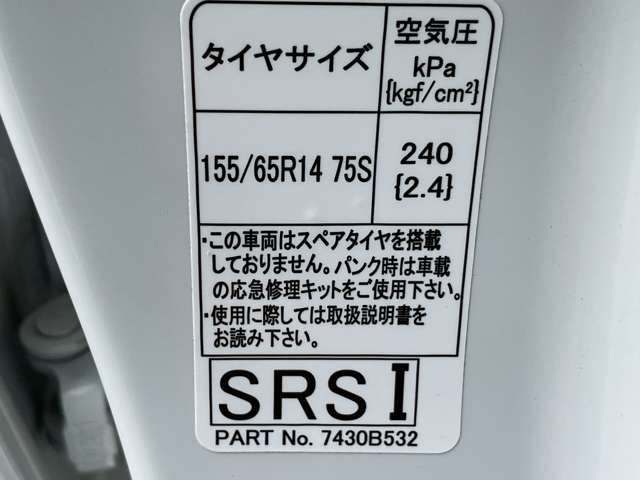 タイヤサイズ
空気圧
kPa
{kgf/cm²}
155/65R14 75S
240
{2.4}
・この車両はスペアタイヤを搭載
しておりません。パンク時は車載
の応急修理キットをご使用下さい。
・使用に際しては取扱説明書を
お読み下さい。
SRS I
PART No. 7430B532